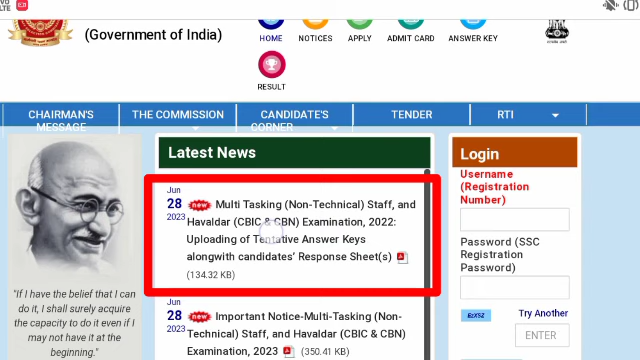 VO
LTE
(Government of India)
HOME
NOTICES
APPLY
ADMIT CARD
ANSWER KEY
RESULT
CHAIRMAN'S
MESSAGE
THE COMMISSION
CANDIDATE'S
CORNER
TENDER
RTI
Latest News
Jun
28
2023
new Multi Tasking (Non-Technical) Staff, and
Havaldar (CBIC & CBN) Examination, 2022:
Uploading of Tentative Answer Keys
alongwith candidates' Response Sheet(s)
(134.32 KB)
Jun
28
2023
new Important Notice-Multi-Tasking (Non-
Technical) Staff, and Havaldar (CBIC & CBN)
Examination, 2023 (350.41 KB)
"If I have the belief that I can
do it, I shall surely acquire
the capacity to do it even if I
may not have it at the
beginning."
Login
Username
(Registration
Number)
Password (SSC
Registration
Password)
Try Another
ENTER